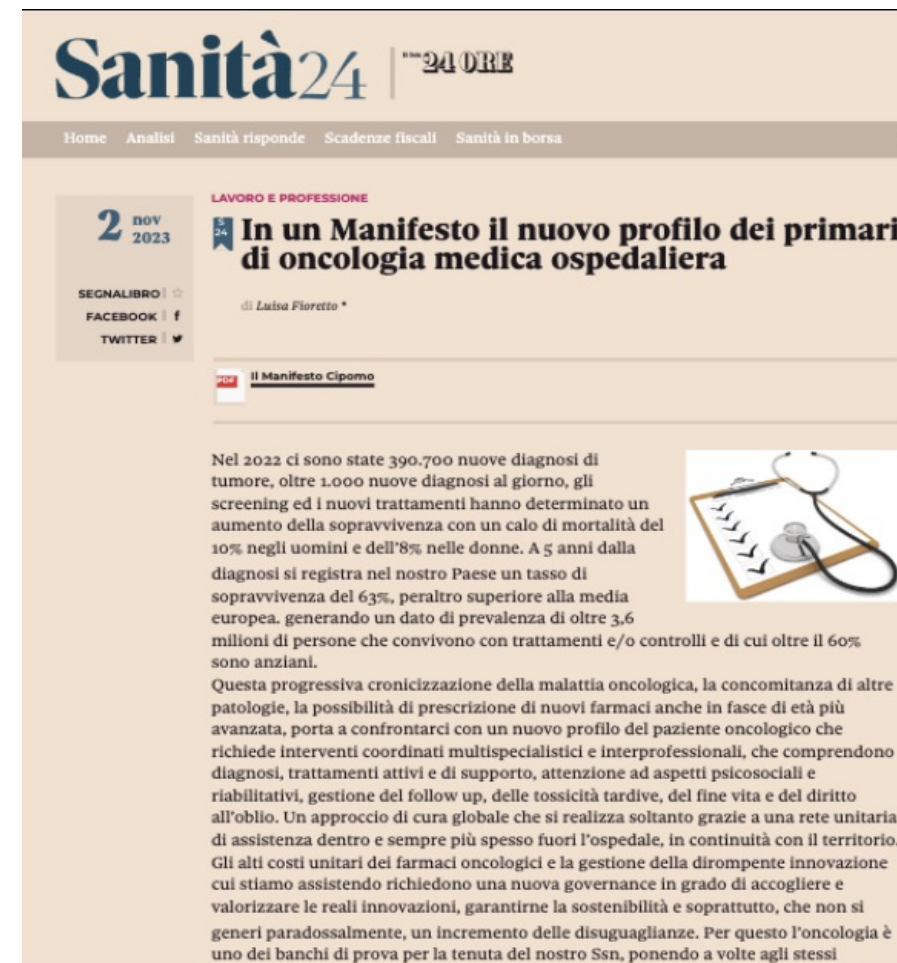 Sanità24 | 24 ORE
Home Analisi Sanità risponde Scadenze fiscali Sanità in borsa
2 nov 2023
SEGNALIBRO
FACEBOOK f
TWITTER
LAVORO E PROFESSIONE
S 24
In un Manifesto il nuovo profilo dei primari
di oncologia medica ospedaliera
di Luisa Fioretto *
PDF Il Manifesto Cipomo
Nel 2022 ci sono state 390.700 nuove diagnosi di
tumore, oltre 1.000 nuove diagnosi al giorno, gli
screening ed i nuovi trattamenti hanno determinato un
aumento della sopravvivenza con un calo di mortalità del
10% negli uomini e dell'8% nelle donne. A 5 anni dalla
diagnosi si registra nel nostro Paese un tasso di
sopravvivenza del 63%, peraltro superiore alla media
europea. generando un dato di prevalenza di oltre 3,6
milioni di persone che convivono con trattamenti e/o controlli e di cui oltre il 60%
sono anziani.
Questa progressiva cronicizzazione della malattia oncologica, la concomitanza di altre
patologie, la possibilità di prescrizione di nuovi farmaci anche in fasce di età più
avanzata, porta a confrontarci con un nuovo profilo del paziente oncologico che
richiede interventi coordinati multispecialistici e interprofessionali, che comprendono
diagnosi, trattamenti attivi e di supporto, attenzione ad aspetti psicosociali e
riabilitativi, gestione del follow up, delle tossicità tardive, del fine vita e del diritto
all'oblio. Un approccio di cura globale che si realizza soltanto grazie a una rete unitaria
di assistenza dentro e sempre più spesso fuori l'ospedale, in continuità con il territorio.
Gli alti costi unitari dei farmaci oncologici e la gestione della dirompente innovazione
cui stiamo assistendo richiedono una nuova governance in grado di accogliere e
valorizzare le reali innovazioni, garantirne la sostenibilità e soprattutto, che non si
generi paradossalmente, un incremento delle disuguaglianze. Per questo l'oncologia è
uno dei banchi di prova per la tenuta del nostro Ssn, ponendo a volte agli stessi